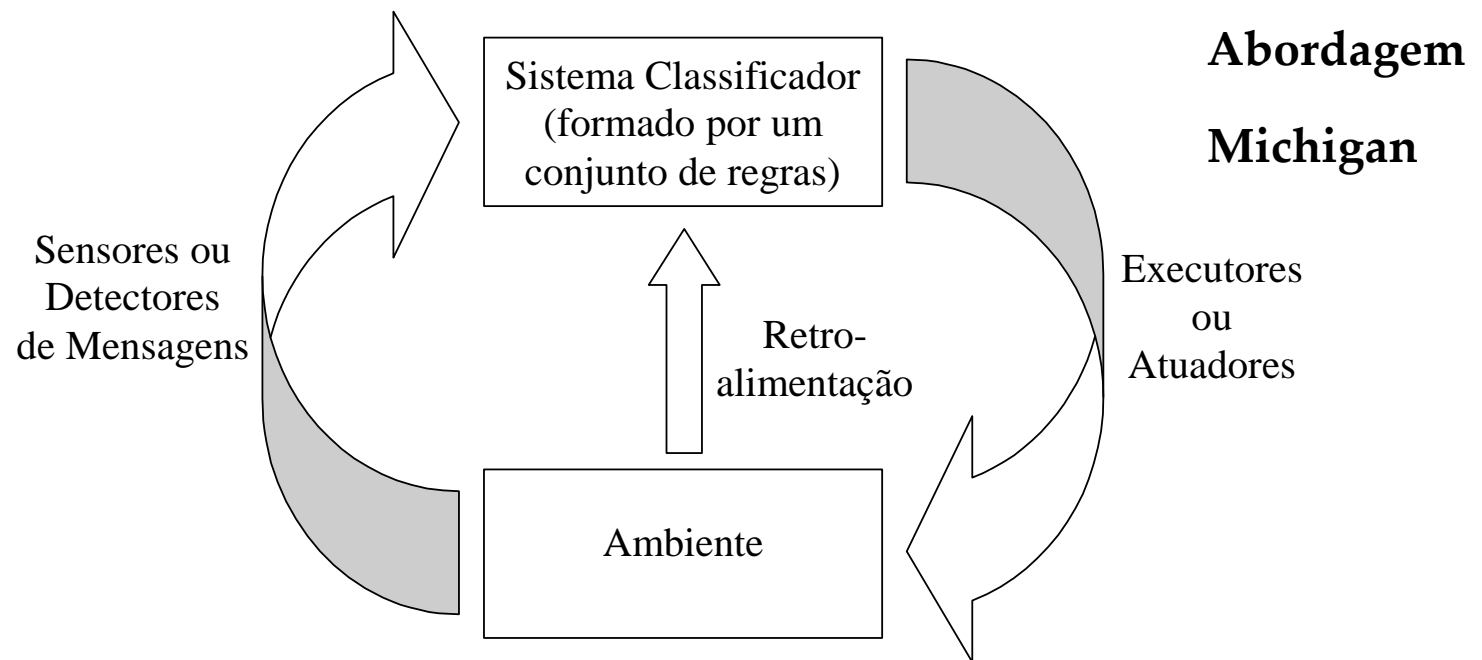 Abordagem
Michigan
Sistema Classificador
(formado por um
conjunto de regras)
Sensores ou
Detectores
de Mensagens
Retro-
alimentação
Executores
ou
Atuadores
Ambiente